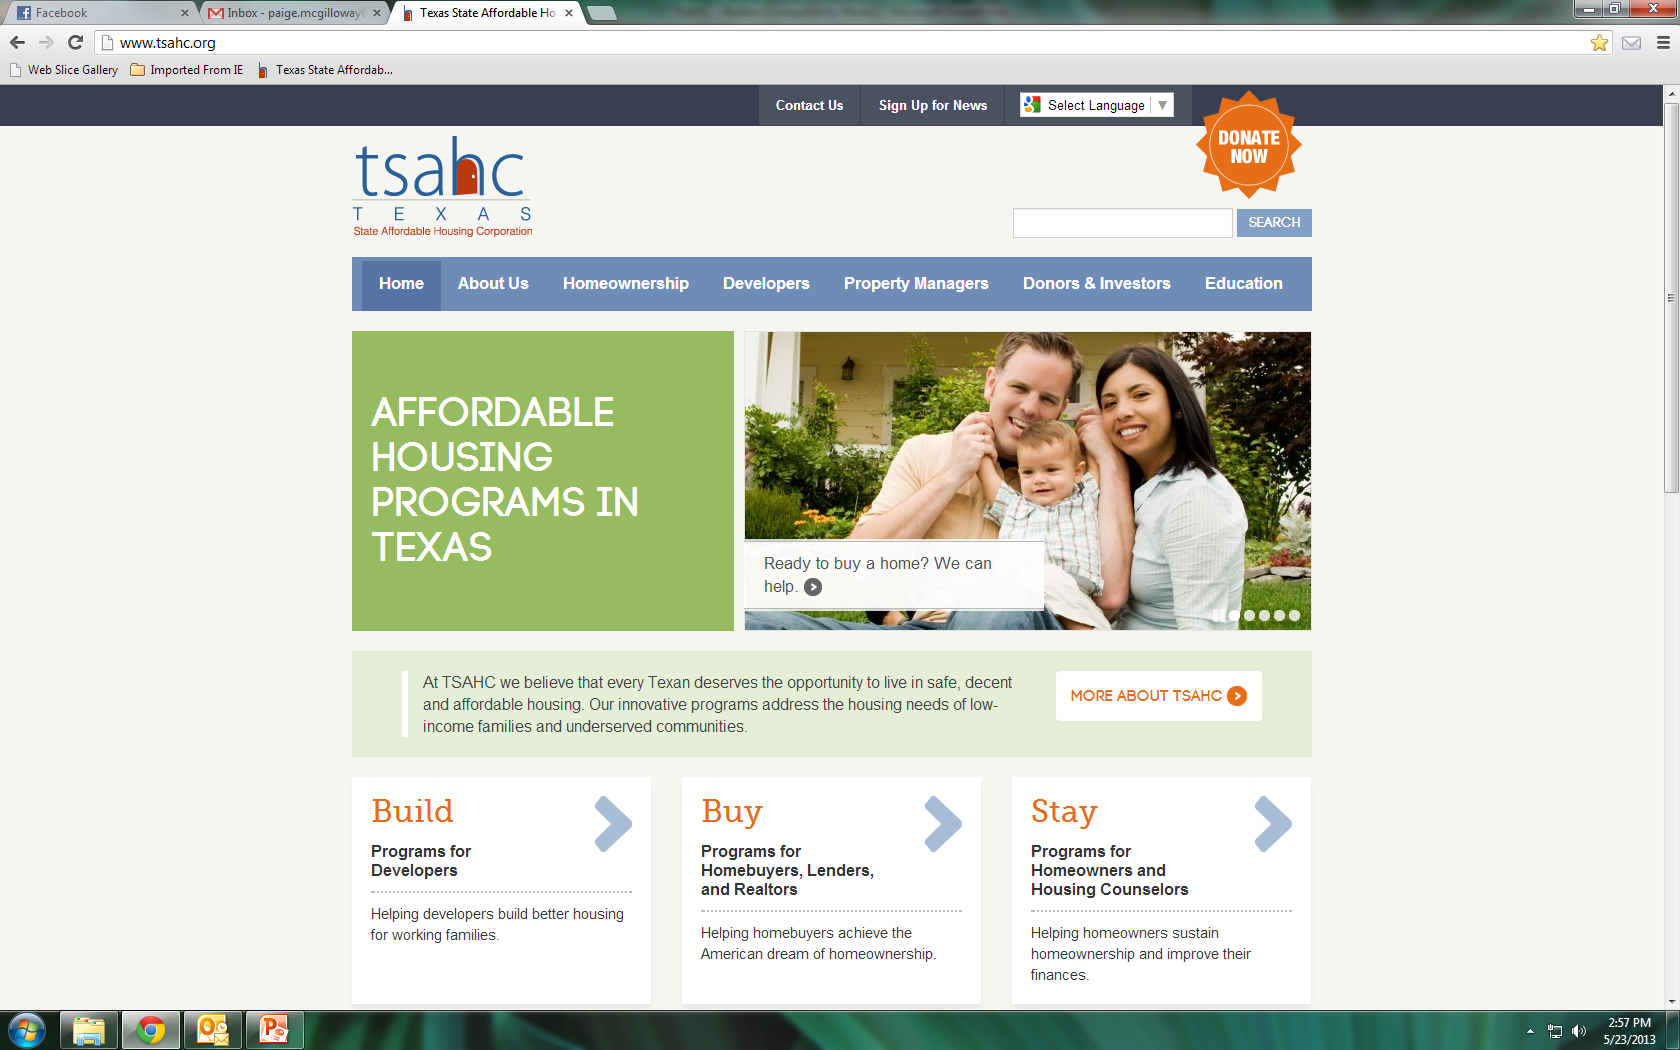 Facebook
Inbox - paige.mcgilloway
Texas State Affordable Ho
www.tsahc.org
Web Slice Gallery
Imported From IE
Texas State Affordab...
Contact Us
Sign Up for News
Select Language
DONATE
NOW
tsahc
TEXAS
State Affordable Housing Corporation
SEARCH
Home
About Us
Homeownership
Developers
Property Managers
Donors & Investors
Education
AFFORDABLE
HOUSING
PROGRAMS IN
TEXAS
Ready to buy a home? We can
help.
At TSAHC we believe that every Texan deserves the opportunity to live in safe, decent
and affordable housing. Our innovative programs address the housing needs of low-
income families and underserved communities.
MORE ABOUT TSAHC
Build
Programs for
Developers
Helping developers build better housing
for working families.
Buy
Programs for
Homebuyers, Lenders,
and Realtors
Helping homebuyers achieve the
American dream of homeownership.
Stay
Programs for
Homeowners and
Housing Counselors
Helping homeowners sustain
homeownership and improve their
finances.
2:57 PM
5/23/2013